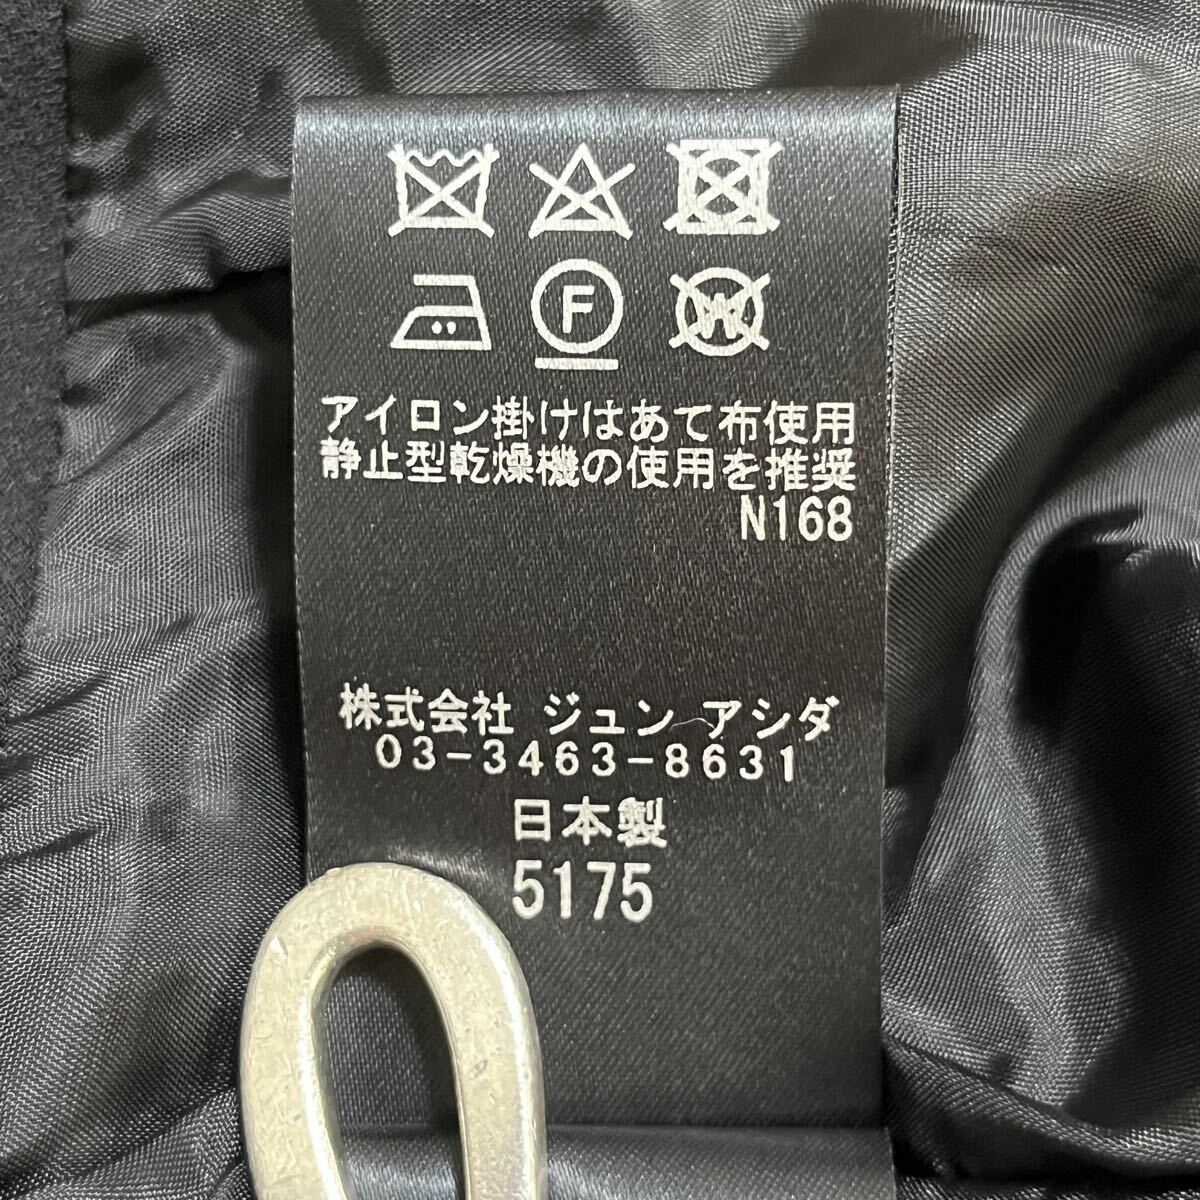 F W
アイロン掛けはあて布使用
静止型乾燥機の使用を推奨
N168
株式会社 ジュン アシダ
03-3463-8631
日本製
5175